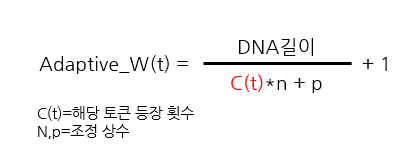 Adaptive_W(t) = DNA길이 / C(t)*n + p + 1
C(t)=해당 토큰 등장 횟수
N,p=조정 상수